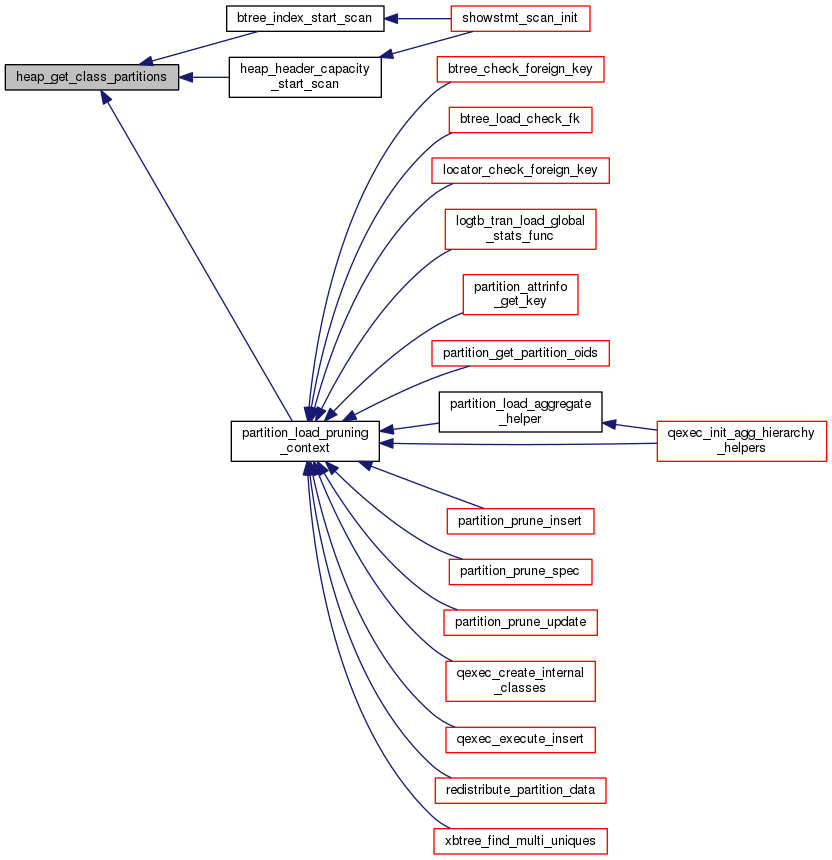 btree_index_start_scan
showstmt_scan_init
heap_get_class_partitions
heap_header_capacity
_start_scan
btree_check_foreign_key
btree_load_check_fk
locator_check_foreign_key
logtb_tran_load_global
_stats_func
partition_attrinfo
_get_key
partition_get_partition_oids
partition_load_aggregate
_helper
partition_load_pruning
_context
qexec_init_agg_hierarchy
_helpers
partition_prune_insert
partition_prune_spec
partition_prune_update
qexec_create_internal
_classes
qexec_execute_insert
redistribute_partition_data
xbtree_find_multi_uniques